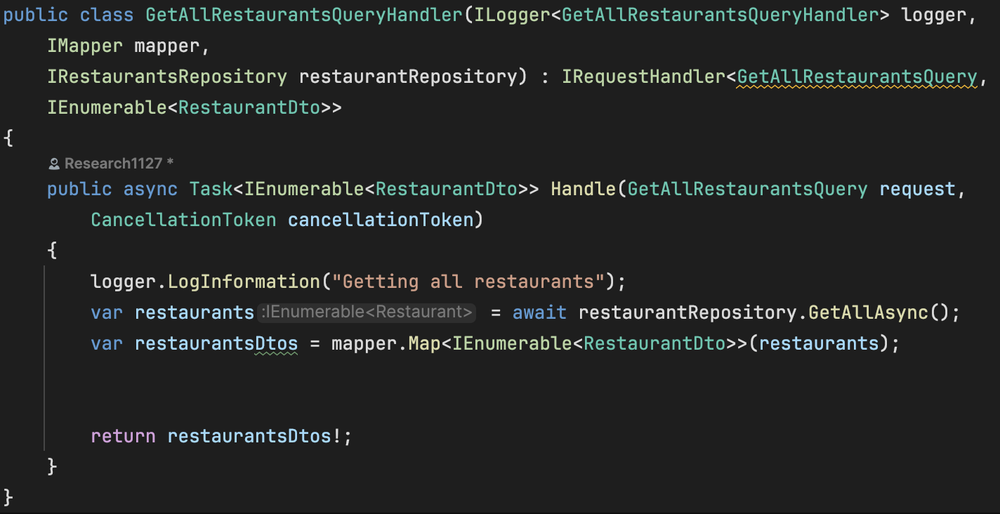 public class GetAllRestaurantsQueryHandler(ILogger<GetAllRestaurantsQueryHandler> logger,
    IMapper mapper,
    IRestaurantsRepository restaurantRepository) : IRequestHandler<GetAllRestaurantsQuery,
    IEnumerable<RestaurantDto>>
{
    Research1127 *
    public async Task<IEnumerable<RestaurantDto>> Handle(GetAllRestaurantsQuery request,
        CancellationToken cancellationToken)
    {
        logger.LogInformation("Getting all restaurants");
        var restaurants :IEnumerable<Restaurant> = await restaurantRepository.GetAllAsync();
        var restaurantsDtos = mapper.Map<IEnumerable<RestaurantDto>>(restaurants);
        return restaurantsDtos!;
    }
}